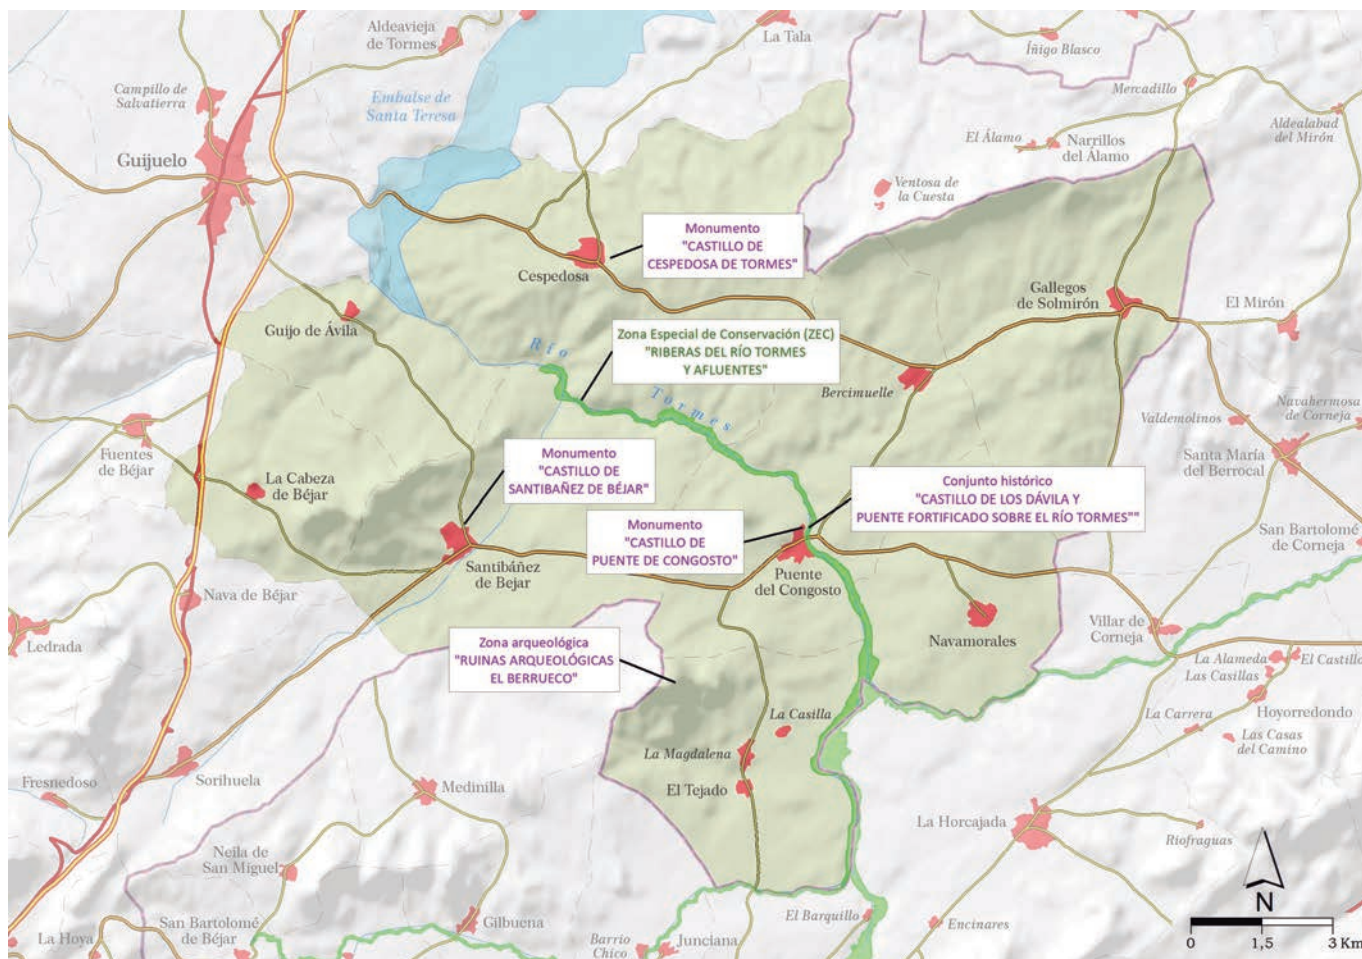 Aldeavieja
de Tormes
La Tala
Íñigo Blasco
Campillo de
Salvatierra
Embalse de
Santa Teresa
Mercadillo
Aldealabad
del Mirón
El Álamo
Narrillos
del Álamo
Guijuelo
Ventosa de
la Cuesta
Monumento
"CASTILLO DE
CESPEDOSA DE TORMES"
Cespedosa
Gallegos
de Solmirón
El Mirón
Guijo de Ávila
Zona Especial de Conservación (ZEC)
"RIBERAS DEL RÍO TORMES
Y AFLUENTES"
Río
Tormes
Bercimuelle
Navahermosa
de Corneja
Valdemolinos
Fuentes
de Béjar
Santa María
del Berrocal
La Cabeza
de Béjar
Monumento
"CASTILLO DE
SANTIBAÑEZ DE BÉJAR"
Conjunto histórico
"CASTILLO DE LOS DÁVILA Y
PUENTE FORTIFICADO SOBRE EL RÍO TORMES""
Monumento
"CASTILLO DE
PUENTE DE CONGOSTO"
San Bartolomé
de Corneja
Santibáñez
de Bejar
Puente
del Congosto
Nava de Béjar
Navamorales
Villar de
Corneja
Ledrada
Zona arqueológica
"RUINAS ARQUEOLÓGICAS
EL BERRUECO"
La Alameda
El Castillo
Las Casillas
La Casilla
La Carrera
Hoyorredondo
Las Casas
del Camino
La Magdalena
El Tejado
Fresnedoso
Sorihuela
Medinilla
La Horcajada
Riofraguas
Neila de
San Miguel
N
San Bartolomé
de Béjar
Gilbuena
El Barquillo
Encinares
La Hoya
Barrio
Chico
Junciana
0 1,5 3 Km